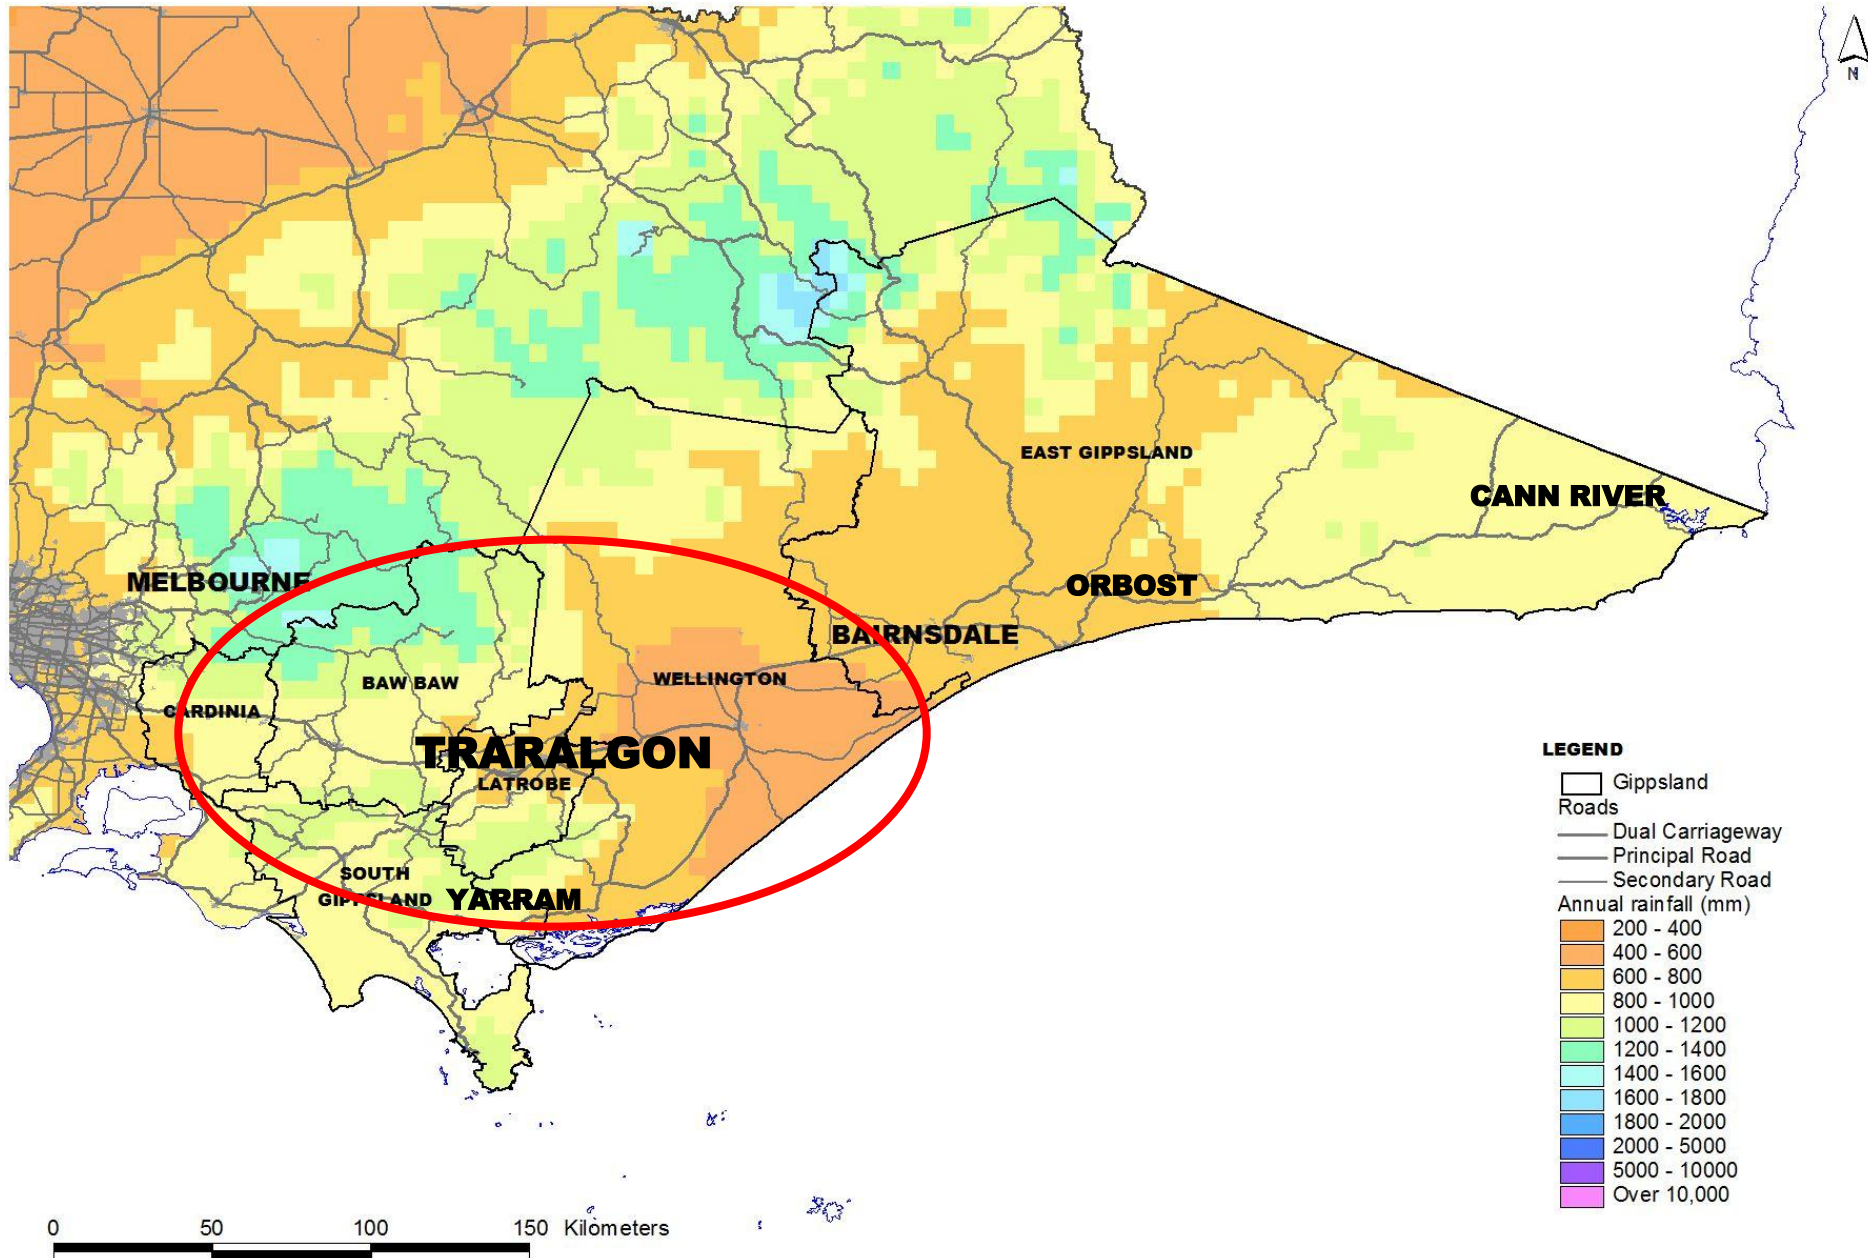 N
EAST GIPPSLAND
CANN RIVER
MELBOURNE
ORBOST
BAIRNSDALE
BAW BAW
WELLINGTON
CARDINIA
TRARALGON
LATROBE
SOUTH
GIPPSLAND
YARRAM
LEGEND
Gippsland
Roads
Dual Carriageway
Principal Road
Secondary Road
Annual rainfall (mm)
200 - 400
400 - 600
600 - 800
800 - 1000
1000 - 1200
1200 - 1400
1400 - 1600
1600 - 1800
1800 - 2000
2000 - 5000
5000 - 10000
Over 10,000
0 50 100 150 Kilometers